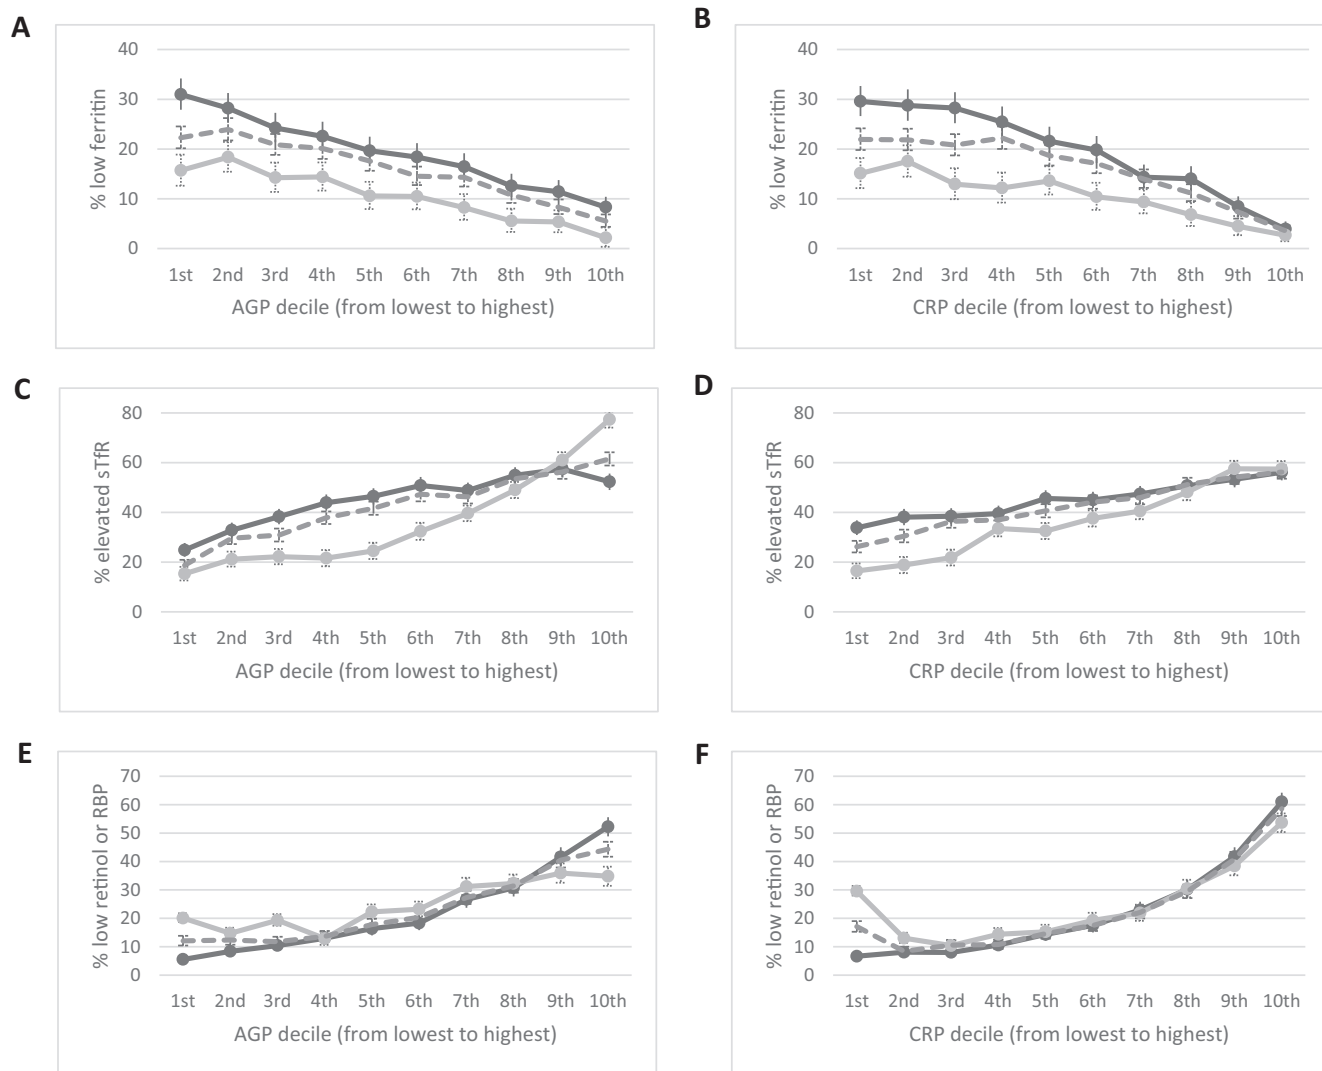 A
% low ferritin
40
30
20
10
0
1st 2nd 3rd 4th 5th 6th 7th 8th 9th 10th
AGP decile (from lowest to highest)
B
% low ferritin
40
30
20
10
0
1st 2nd 3rd 4th 5th 6th 7th 8th 9th 10th
CRP decile (from lowest to highest)
C
% elevated sTfR
80
60
40
20
0
1st 2nd 3rd 4th 5th 6th 7th 8th 9th 10th
AGP decile (from lowest to highest)
D
% elevated sTfR
80
60
40
20
0
1st 2nd 3rd 4th 5th 6th 7th 8th 9th 10th
CRP decile (from lowest to highest)
E
% low retinol or RBP
70
60
50
40
30
20
10
0
1st 2nd 3rd 4th 5th 6th 7th 8th 9th 10th
AGP decile (from lowest to highest)
F
% low retinol or RBP
70
60
50
40
30
20
10
0
1st 2nd 3rd 4th 5th 6th 7th 8th 9th 10th
CRP decile (from lowest to highest)